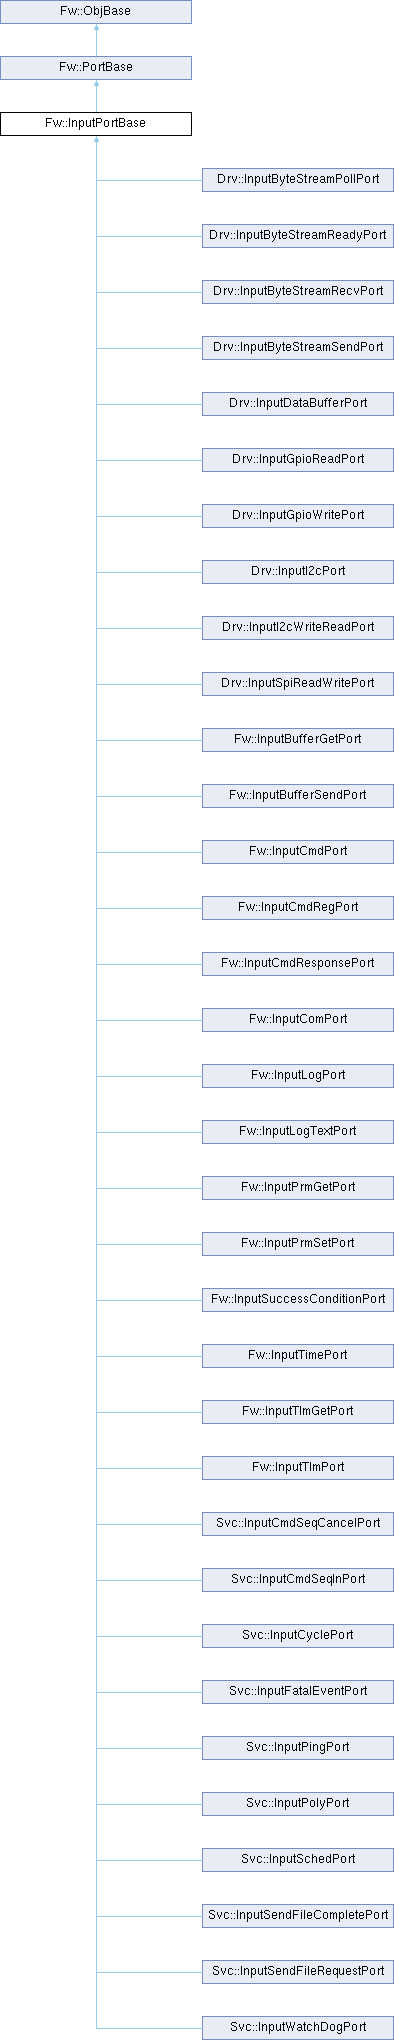 Fw::ObjBase
Fw::PortBase
Fw::InputPortBase
Drv::InputByteStreamPollPort
Drv::InputByteStreamReadyPort
Drv::InputByteStreamRecvPort
Drv::InputByteStreamSendPort
Drv::InputDataBufferPort
Drv::InputGpioReadPort
Drv::InputGpioWritePort
Drv::InputI2cPort
Drv::InputI2cWriteReadPort
Drv::InputSpiReadWritePort
Fw::InputBufferGetPort
Fw::InputBufferSendPort
Fw::InputCmdPort
Fw::InputCmdRegPort
Fw::InputCmdResponsePort
Fw::InputComPort
Fw::InputLogPort
Fw::InputLogTextPort
Fw::InputPrmGetPort
Fw::InputPrmSetPort
Fw::InputSuccessConditionPort
Fw::InputTimePort
Fw::InputTlmGetPort
Fw::InputTlmPort
Svc::InputCmdSeqCancelPort
Svc::InputCmdSeqInPort
Svc::InputCyclePort
Svc::InputFatalEventPort
Svc::InputPingPort
Svc::InputPolyPort
Svc::InputSchedPort
Svc::InputSendFileCompletePort
Svc::InputSendFileRequestPort
Svc::InputWatchDogPort